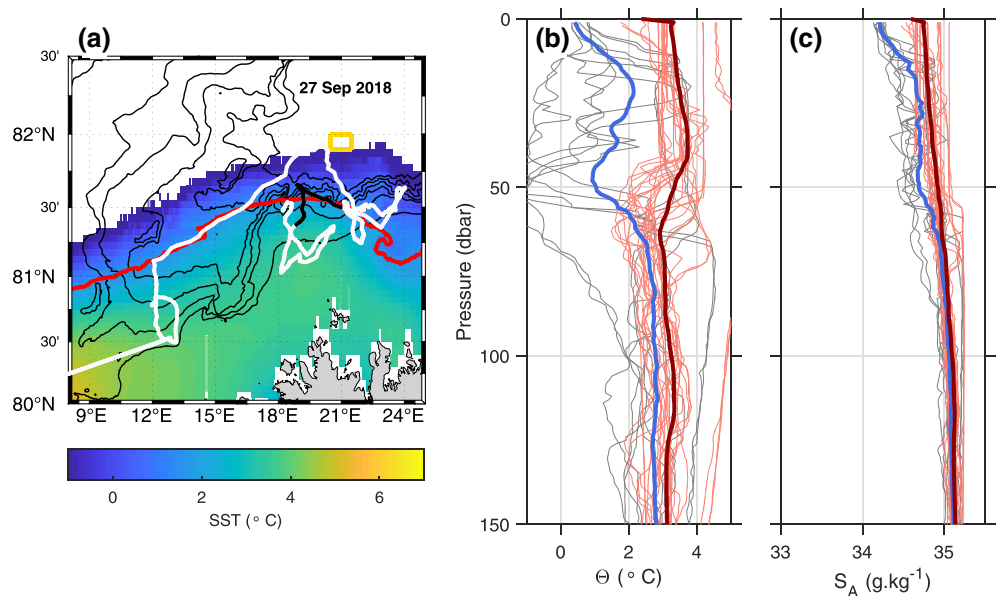 (a)
27 Sep 2018
30'
82°N
30'
81°N
30'
80°N
9°E 12°E 15°E 18°E 21°E 24°E
0 2 4 6
SST (° C)
(b)
0
50
100
150
Pressure (dbar)
0 2 4
Θ (° C)
(c)
33 34 35
S_A (g.kg⁻¹)